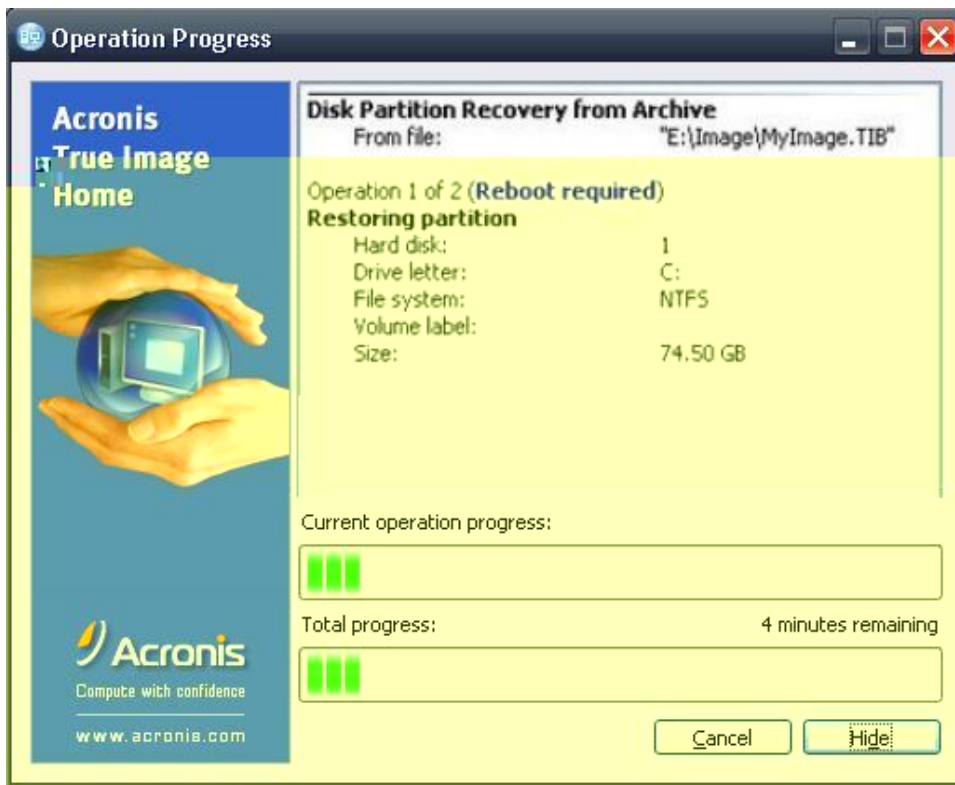 Operation Progress
Acronis
True Image
Home
Disk Partition Recovery from Archive
From file: "E:\Image\MyImage.TIB"
Operation 1 of 2 (Reboot required)
Restoring partition
Hard disk: 1
Drive letter: C:
File system: NTFS
Volume label:
Size: 74.50 GB
Current operation progress:
Total progress: 4 minutes remaining
Acronis
Compute with confidence
www.acronis.com
Cancel Hide